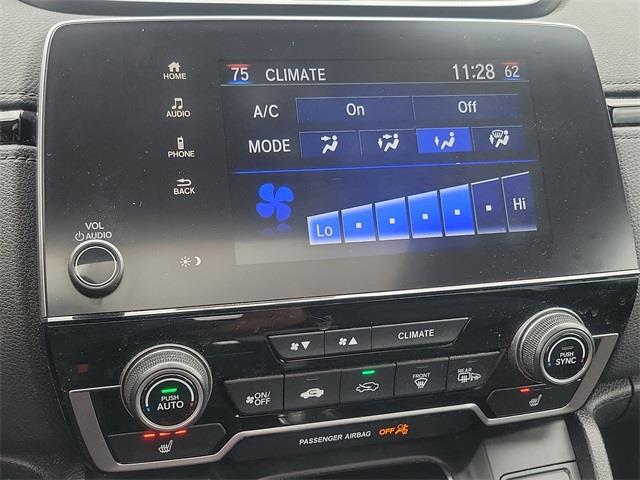 HOME
AUDIO
PHONE
BACK
VOL
AUDIO
75 CLIMATE 11:28 62
A/C On Off
MODE
Lo Hi
CLIMATE
PUSH
AUTO
ON/
OFF
FRONT
REAR
PUSH
SYNC
PASSENGER AIRBAG OFF